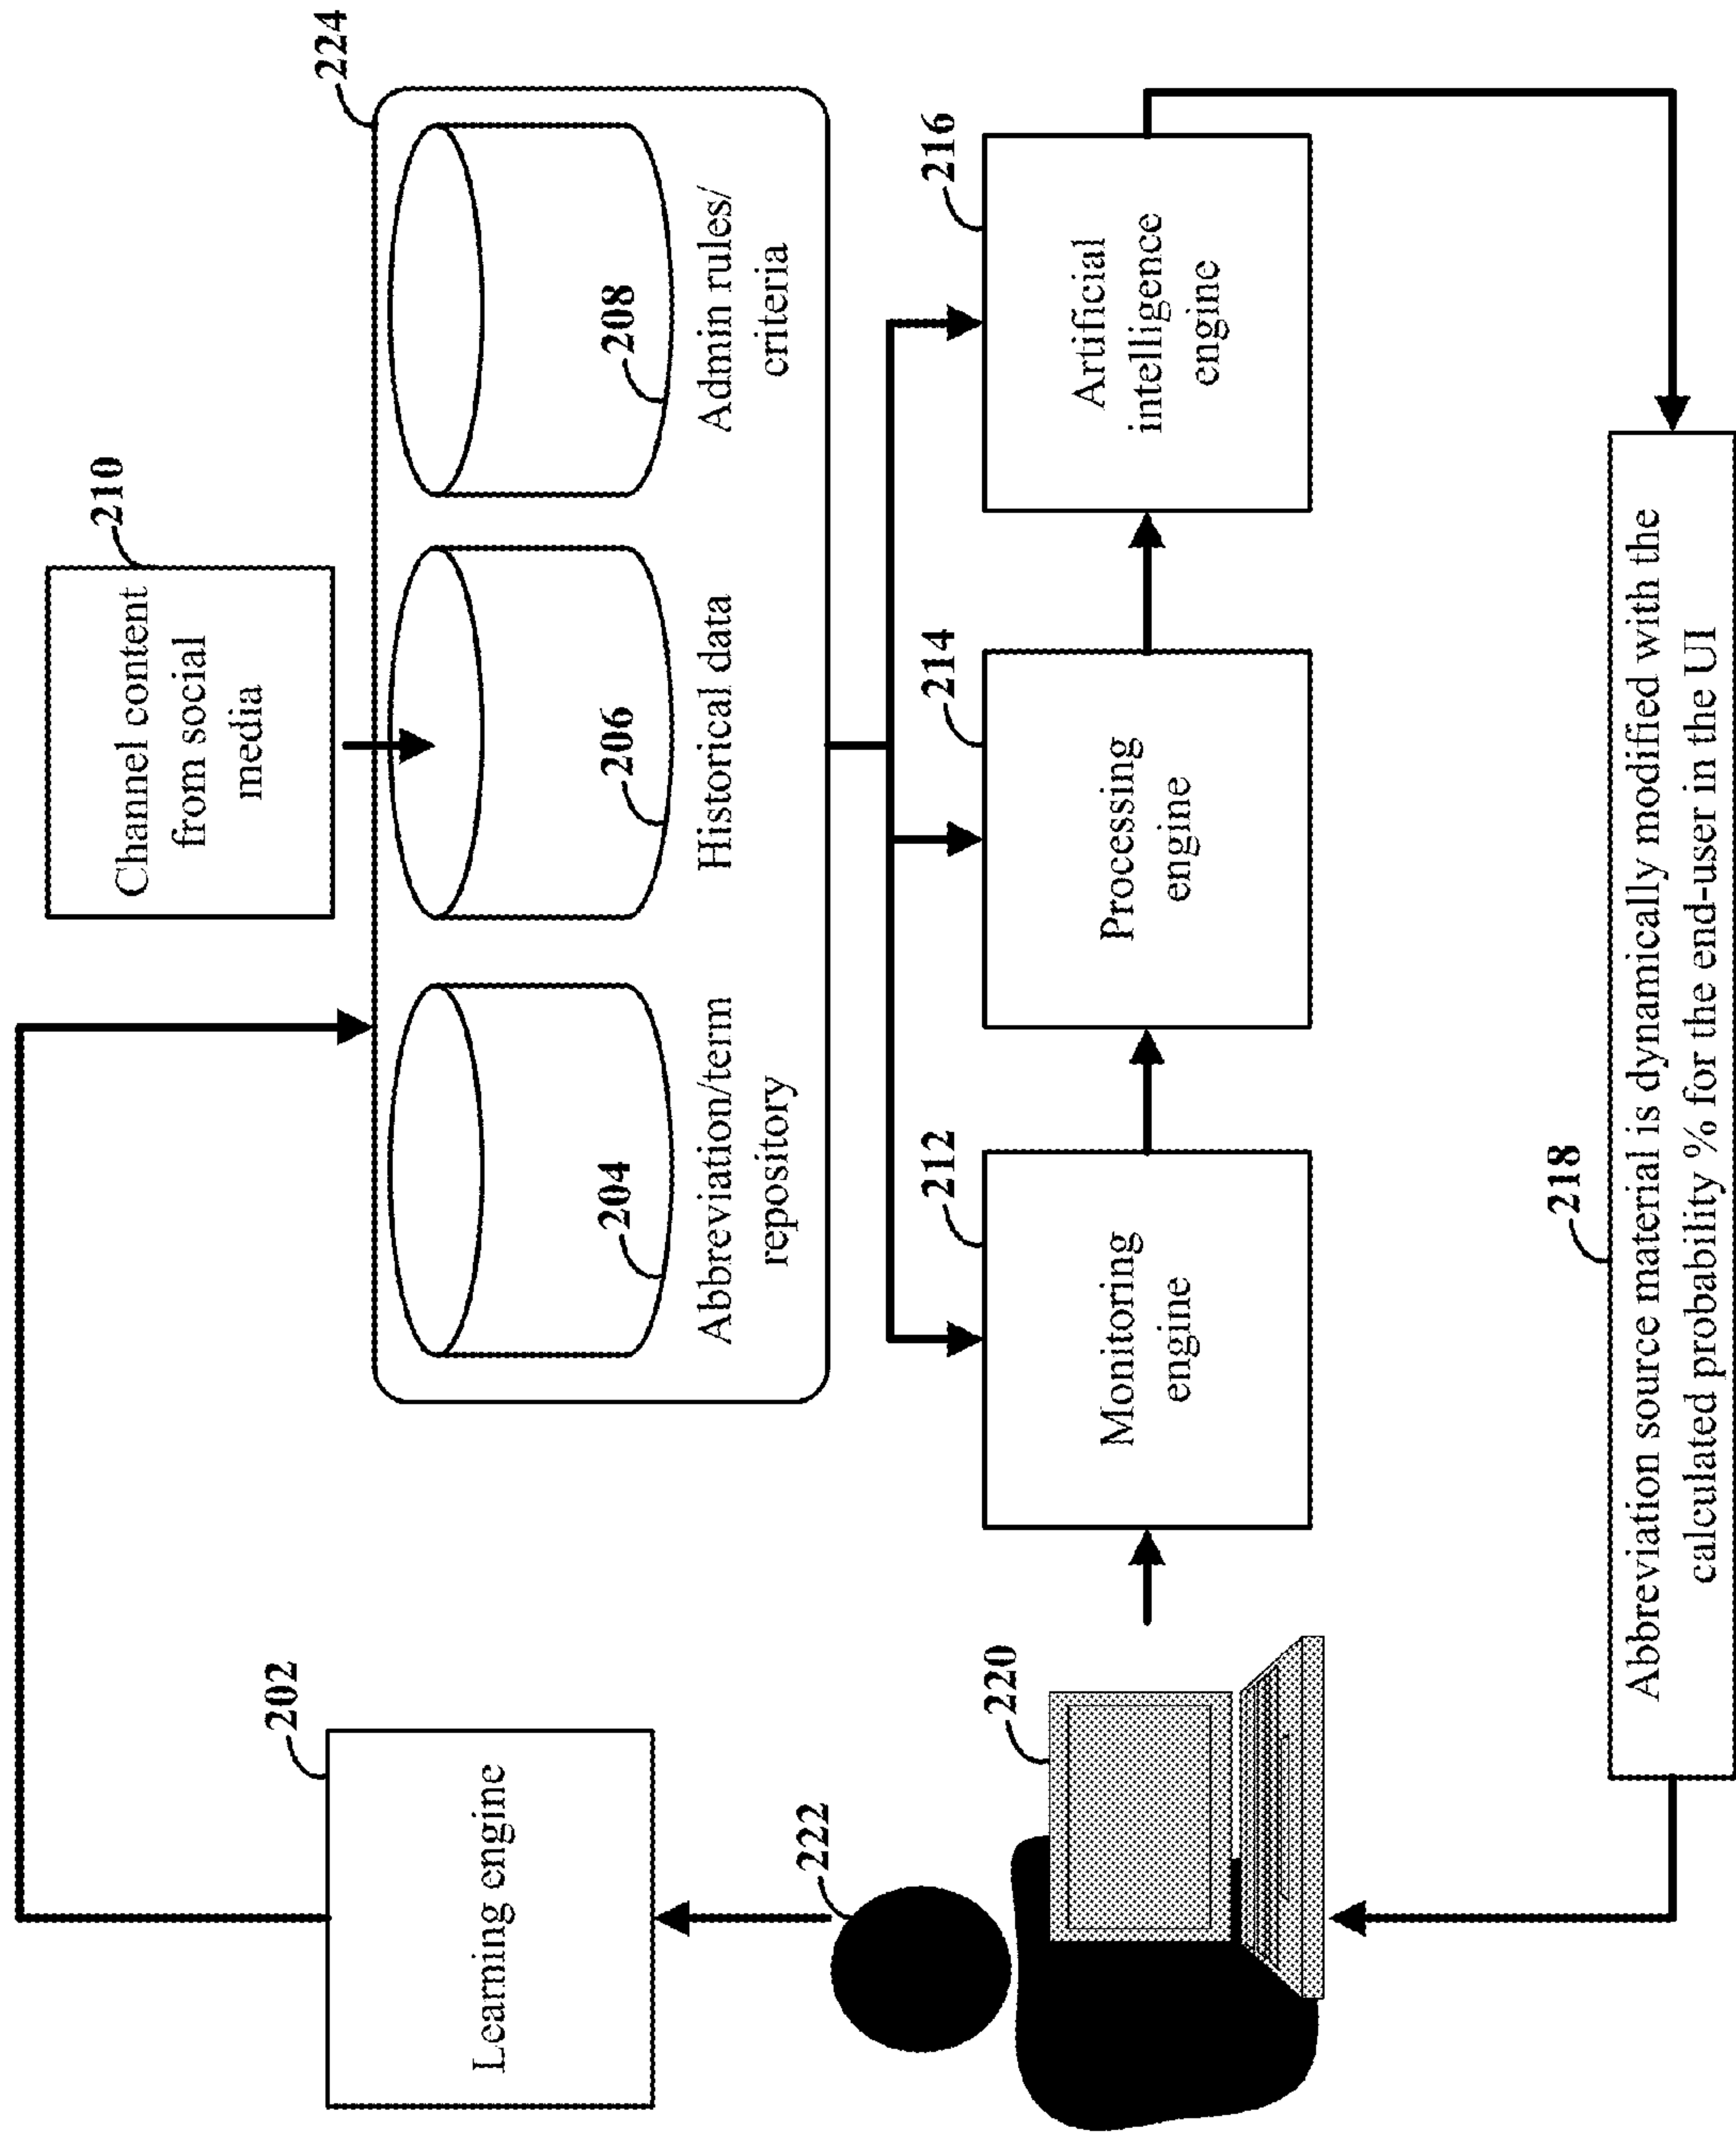 210
Channel content
from social
media
224
202
Learning engine
204
Abbreviation/term
repository
206
Historical data
208
Admin rules/
criteria
222
220
212
Monitoring
engine
214
Processing
engine
216
Artificial
intelligence
engine
218
Abbreviation source material is dynamically modified with the
calculated probability % for the end-user in the UI